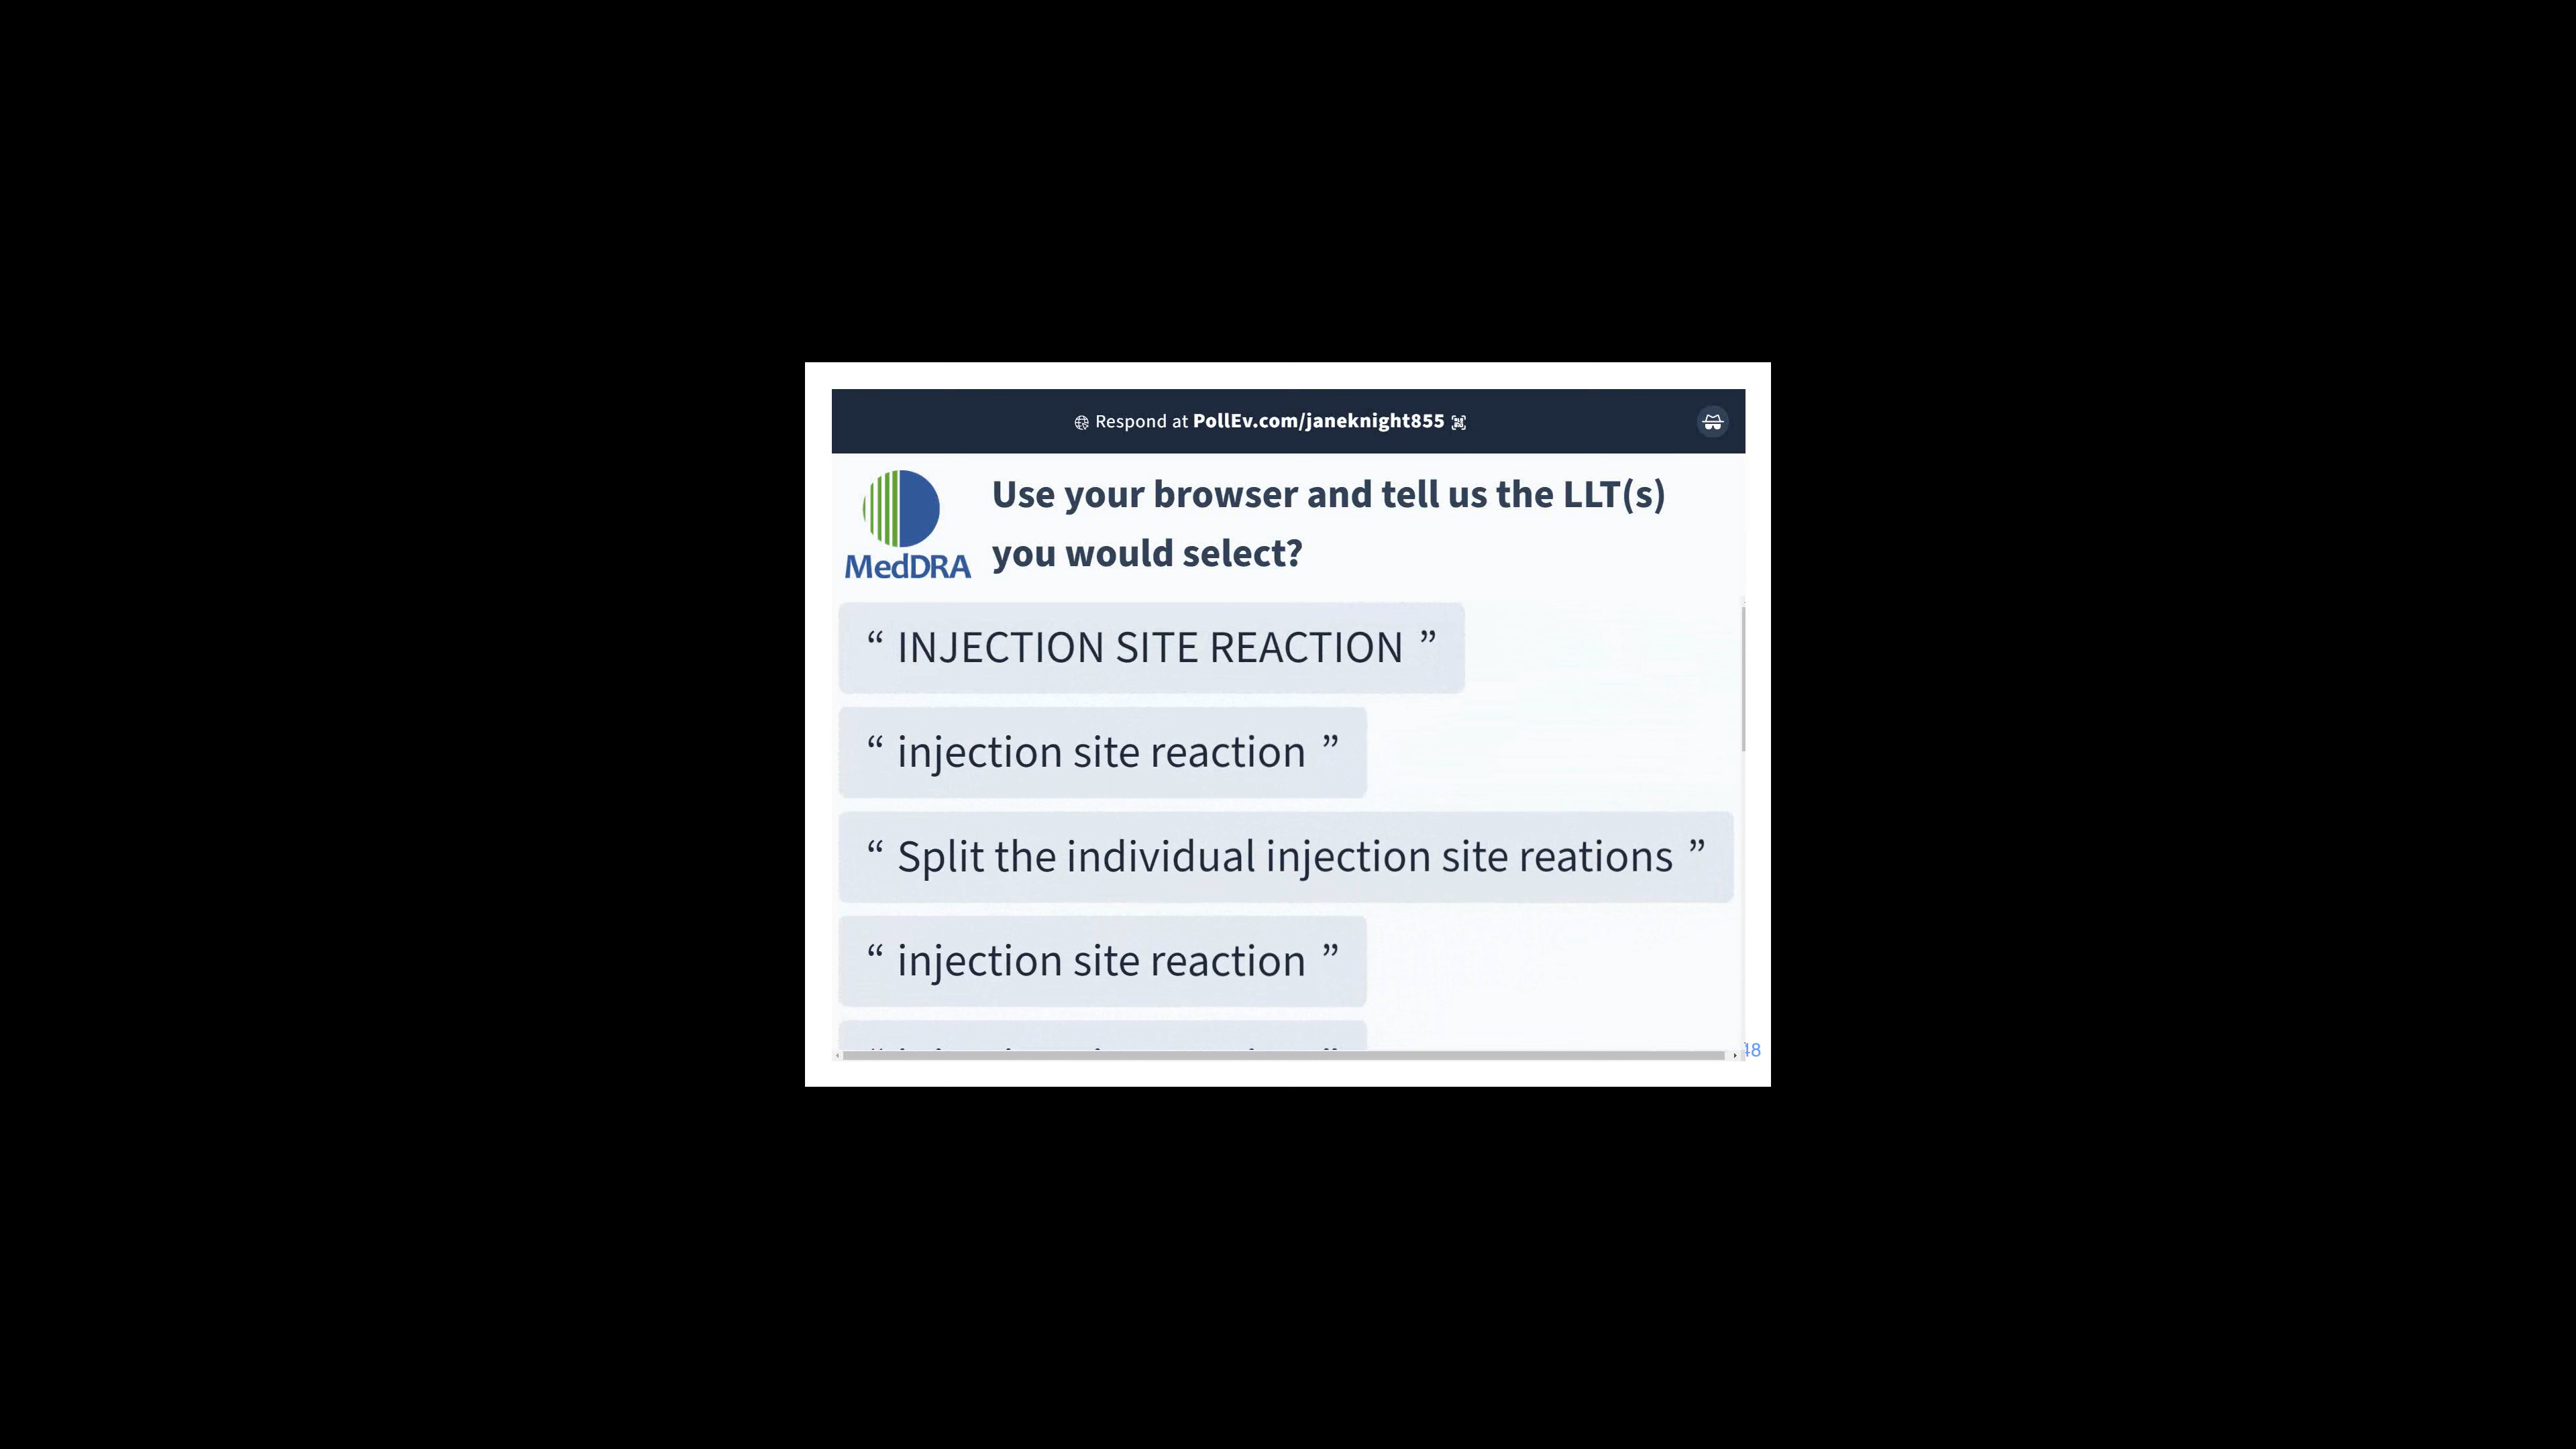 Respond at PollEv.com/janeknight855
MedDRA
Use your browser and tell us the LLT(s)
you would select?
“ INJECTION SITE REACTION ”
“ injection site reaction ”
“ Split the individual injection site reations ”
“ injection site reaction ”
48